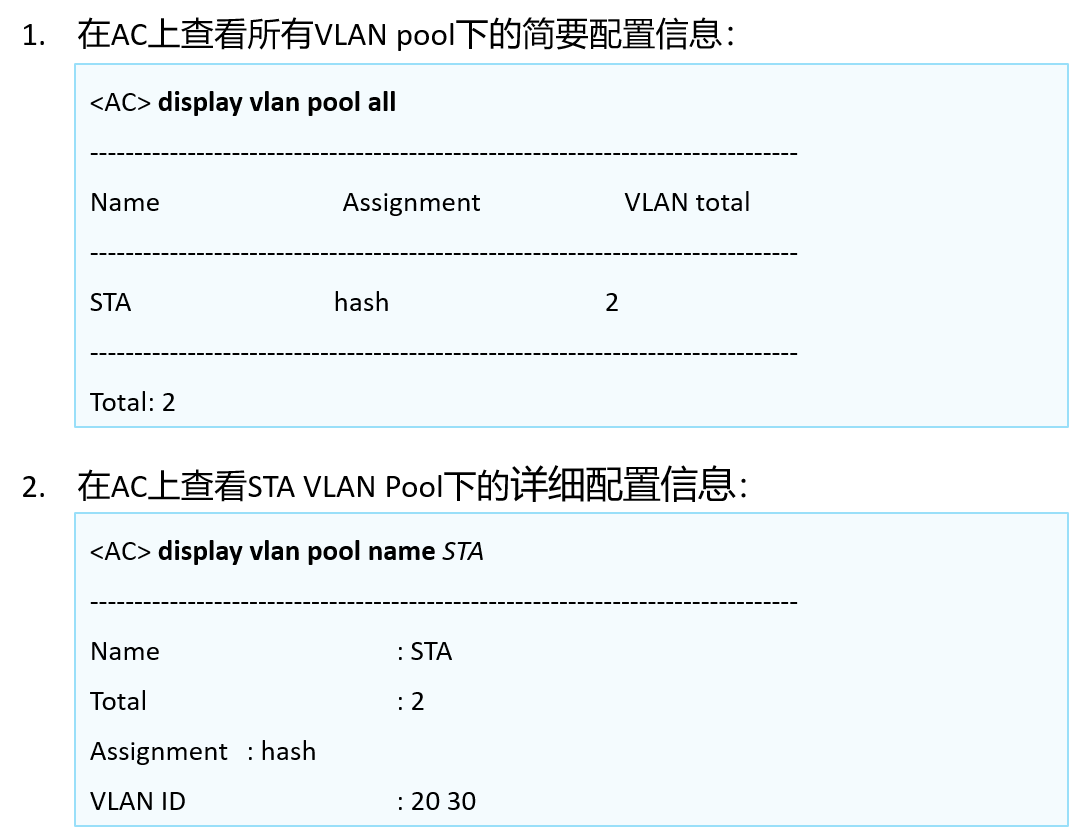 1. 在AC上查看所有VLAN pool下的简要配置信息：
<AC> display vlan pool all
--------------------------------------------------------------------------------
Name Assignment VLAN total
--------------------------------------------------------------------------------
STA hash 2
--------------------------------------------------------------------------------
Total: 2
2. 在AC上查看STA VLAN Pool下的详细配置信息：
<AC> display vlan pool name STA
--------------------------------------------------------------------------------
Name : STA
Total : 2
Assignment : hash
VLAN ID : 20 30